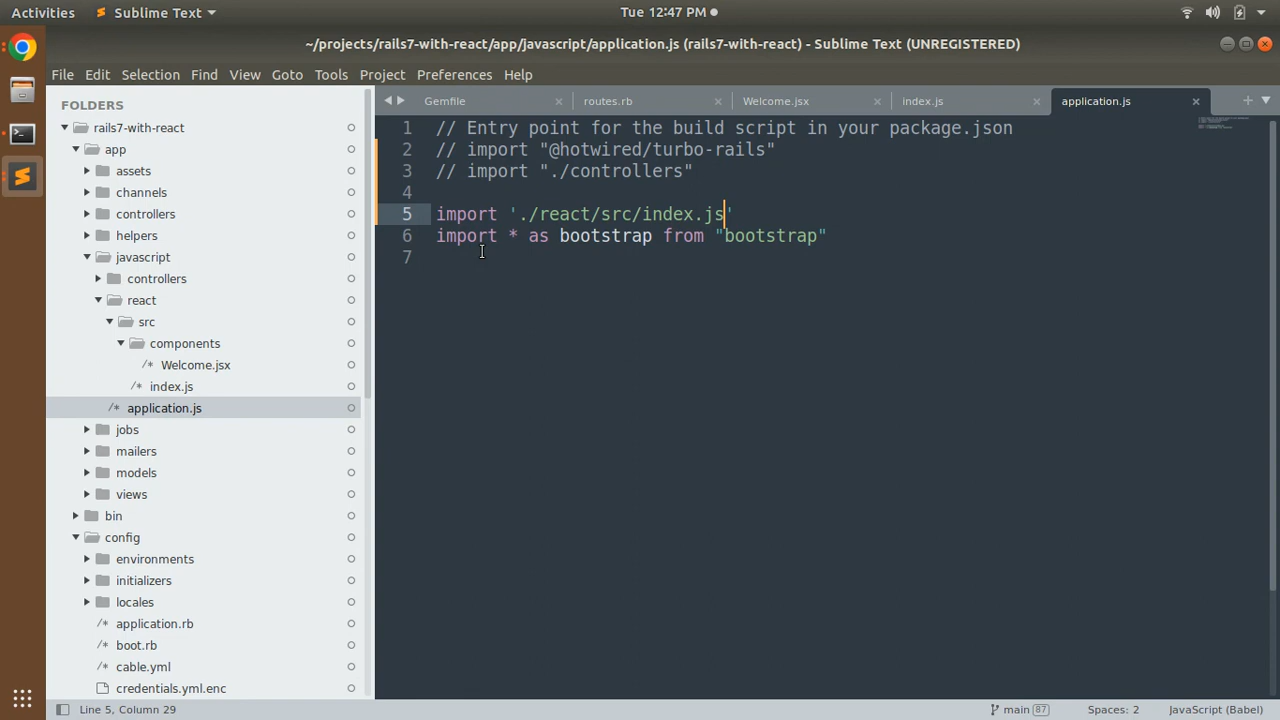 Activities
Sublime Text
Tue 12:47 PM
~/projects/rails7-with-react/app/javascript/application.js (rails7-with-react) - Sublime Text (UNREGISTERED)
File Edit Selection Find View Goto Tools Project Preferences Help
FOLDERS
rails7-with-react
app
assets
channels
controllers
helpers
javascript
controllers
react
src
components
/* Welcome.jsx
/* index.js
/* application.js
jobs
mailers
models
views
bin
config
environments
initializers
locales
/* application.rb
/* boot.rb
/* cable.yml
credentials.yml.enc
Gemfile
routes.rb
Welcome.jsx
index.js
application.js
1 // Entry point for the build script in your package.json
2 // import "@hotwired/turbo-rails"
3 // import "./controllers"
4
5 import './react/src/index.js'
6 import * as bootstrap from "bootstrap"
7
Line 5, Column 29
main 87
Spaces: 2
JavaScript (Babel)